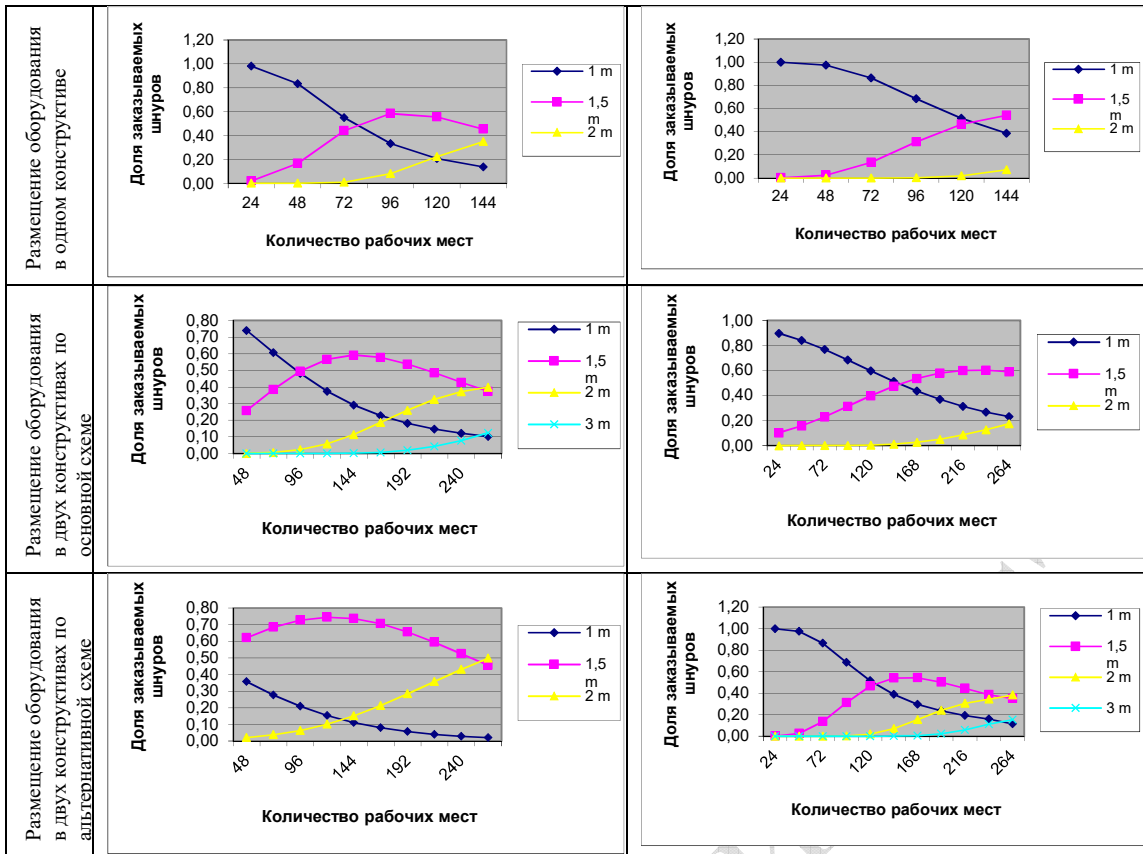 Размещение оборудования
в одном конструктиве
Доля заказываемых
шнуров
1,20
1,00
0,80
0,60
0,40
0,20
0,00
24 48 72 96 120 144
Количество рабочих мест
1 m
1,5
m
2 m
Доля заказываемых
шнуров
1,20
1,00
0,80
0,60
0,40
0,20
0,00
24 48 72 96 120 144
Количество рабочих мест
1 m
1,5
m
2 m
Размещение оборудования
в двух конструктивах по
основной схеме
Доля заказываемых
шнуров
0,80
0,70
0,60
0,50
0,40
0,30
0,20
0,10
0,00
48 96 144 192 240
Количество рабочих мест
1 m
1,5
m
2 m
3 m
Доля заказываемых
шнуров
1,00
0,80
0,60
0,40
0,20
0,00
24 72 120 168 216 264
Количество рабочих мест
1 m
1,5
m
2 m
Размещение оборудования
в двух конструктивах по
альтернативной схеме
Доля заказываемых
шнуров
0,80
0,70
0,60
0,50
0,40
0,30
0,20
0,10
0,00
48 96 144 192 240
Количество рабочих мест
1 m
1,5
m
2 m
Доля заказываемых
шнуров
1,20
1,00
0,80
0,60
0,40
0,20
0,00
24 72 120 168 216 264
Количество рабочих мест
1 m
1,5
m
2 m
3 m